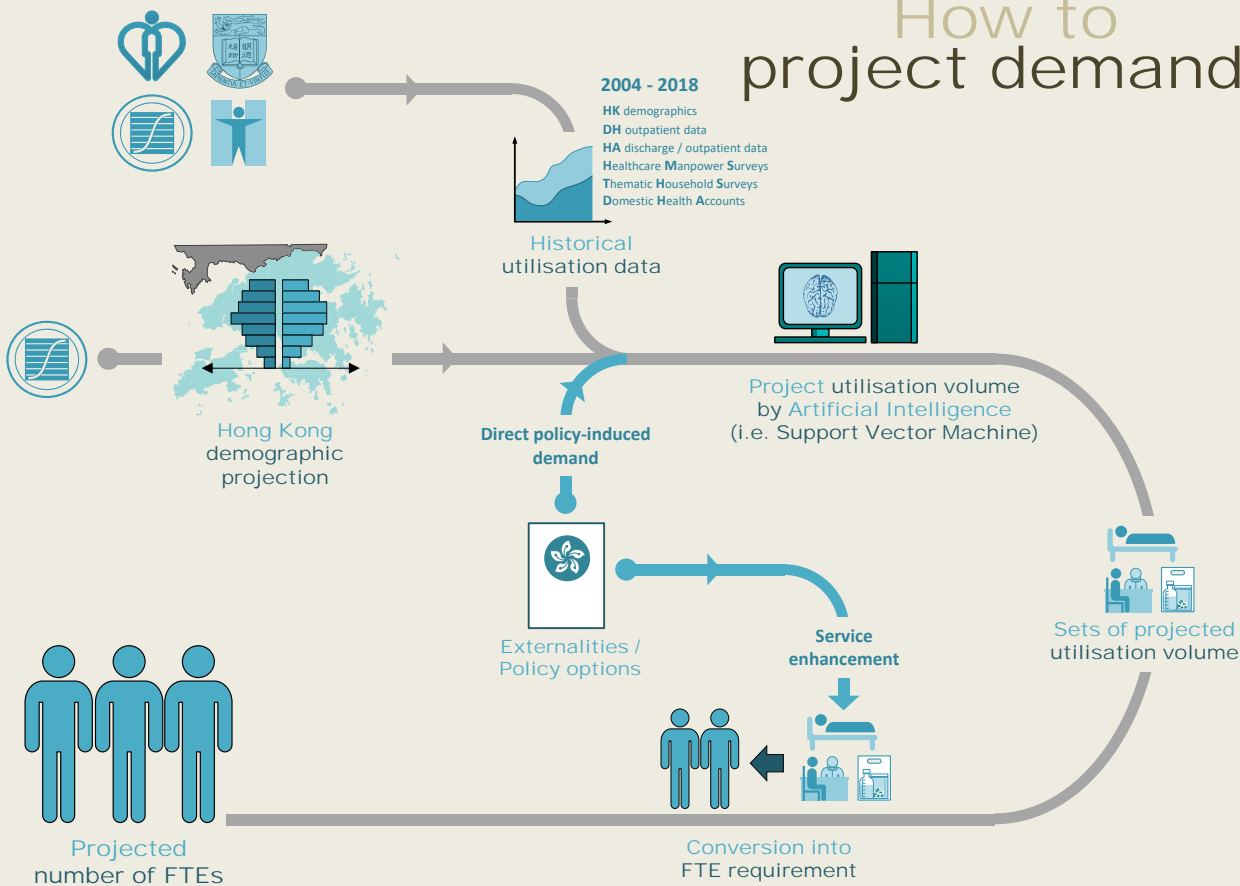 How to
project demand
2004 - 2018
HK demographics
DH outpatient data
HA discharge / outpatient data
Healthcare Manpower Surveys
Thematic Household Surveys
Domestic Health Accounts
Historical
utilisation data
Hong Kong
demographic
projection
Direct policy-induced
demand
Project utilisation volume
by Artificial Intelligence
(i.e. Support Vector Machine)
Externalities /
Policy options
Service
enhancement
Sets of projected
utilisation volume
Conversion into
FTE requirement
Projected
number of FTEs